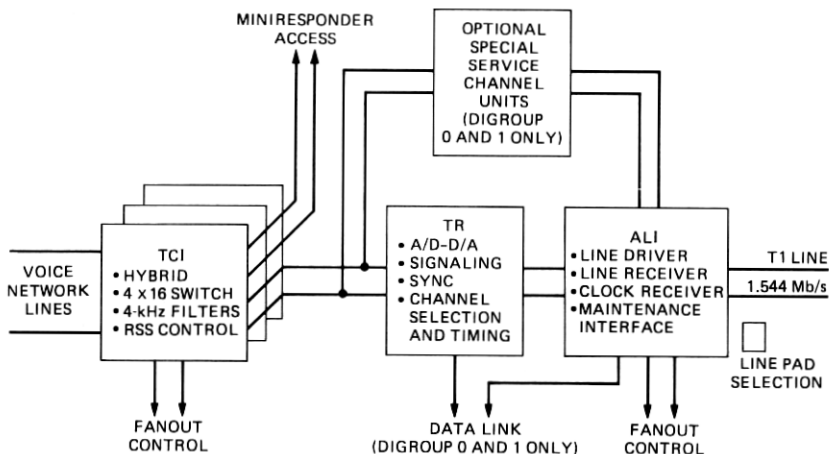 MINIRESPONDER
ACCESS
OPTIONAL
SPECIAL
SERVICE
CHANNEL
UNITS
(DIGROUP
0 AND 1 ONLY)
VOICE
NETWORK
LINES
TCI
• HYBRID
• 4 x 16 SWITCH
• 4-kHz FILTERS
• RSS CONTROL
TR
• A/D-D/A
• SIGNALING
• SYNC
• CHANNEL
SELECTION
AND TIMING
ALI
• LINE DRIVER
• LINE RECEIVER
• CLOCK RECEIVER
• MAINTENANCE
INTERFACE
T1 LINE
1.544 Mb/s
LINE PAD
SELECTION
FANOUT
CONTROL
DATA LINK
(DIGROUP 0 AND 1 ONLY)
FANOUT
CONTROL